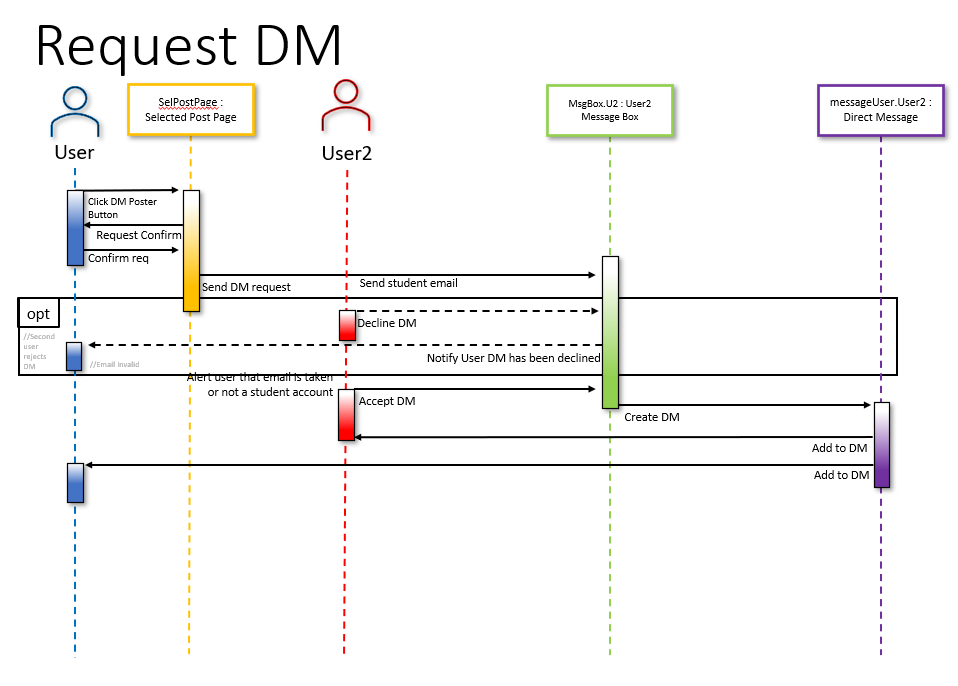 Request DM
SelPostPage :
Selected Post Page
MsgBox.U2 : User2
Message Box
messageUser.User2 :
Direct Message
User
User2
Click DM Poster
Button
Request Confirm
Confirm req
Send DM request
Send student email
opt
Decline DM
//Second
user
rejects
DM
//Email invalid
Notify User DM has been declined
Alert user that email is taken
or not a student account
Accept DM
Create DM
Add to DM
Add to DM